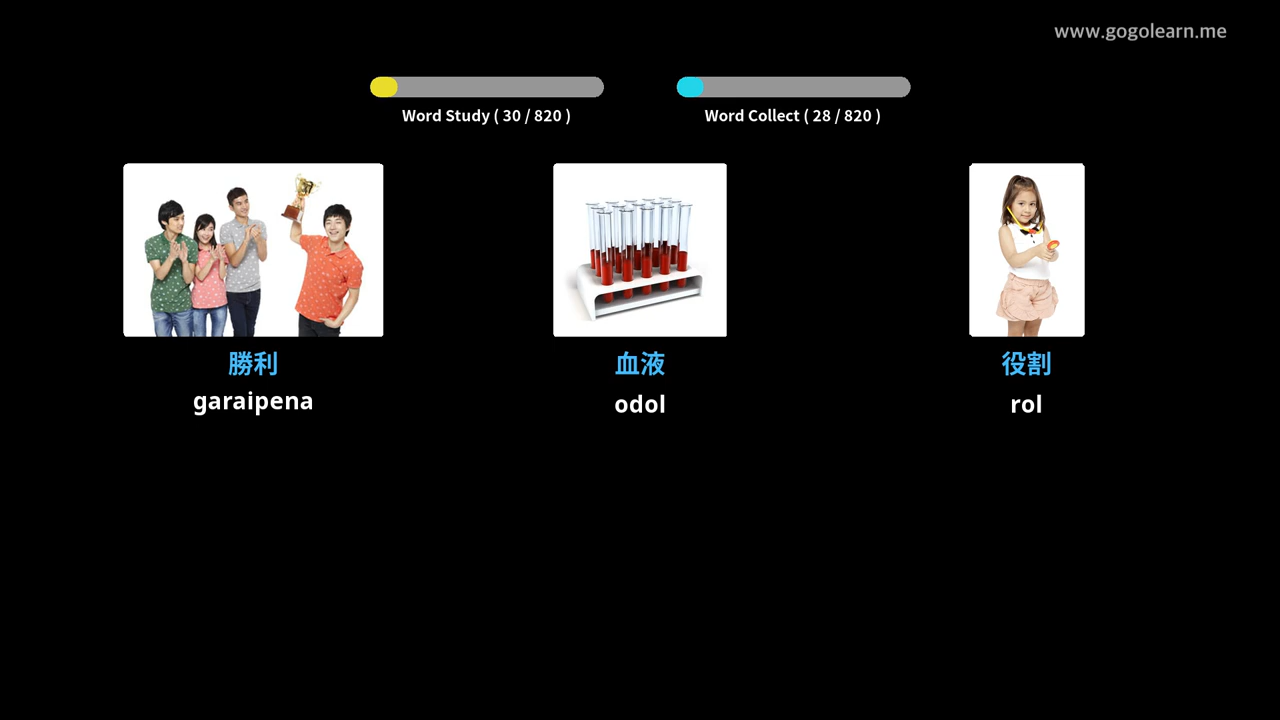 www.gogolearn.me
Word Study ( 30 / 820 )
Word Collect ( 28 / 820 )
勝利
血液
役割
garaipena
odol
rol